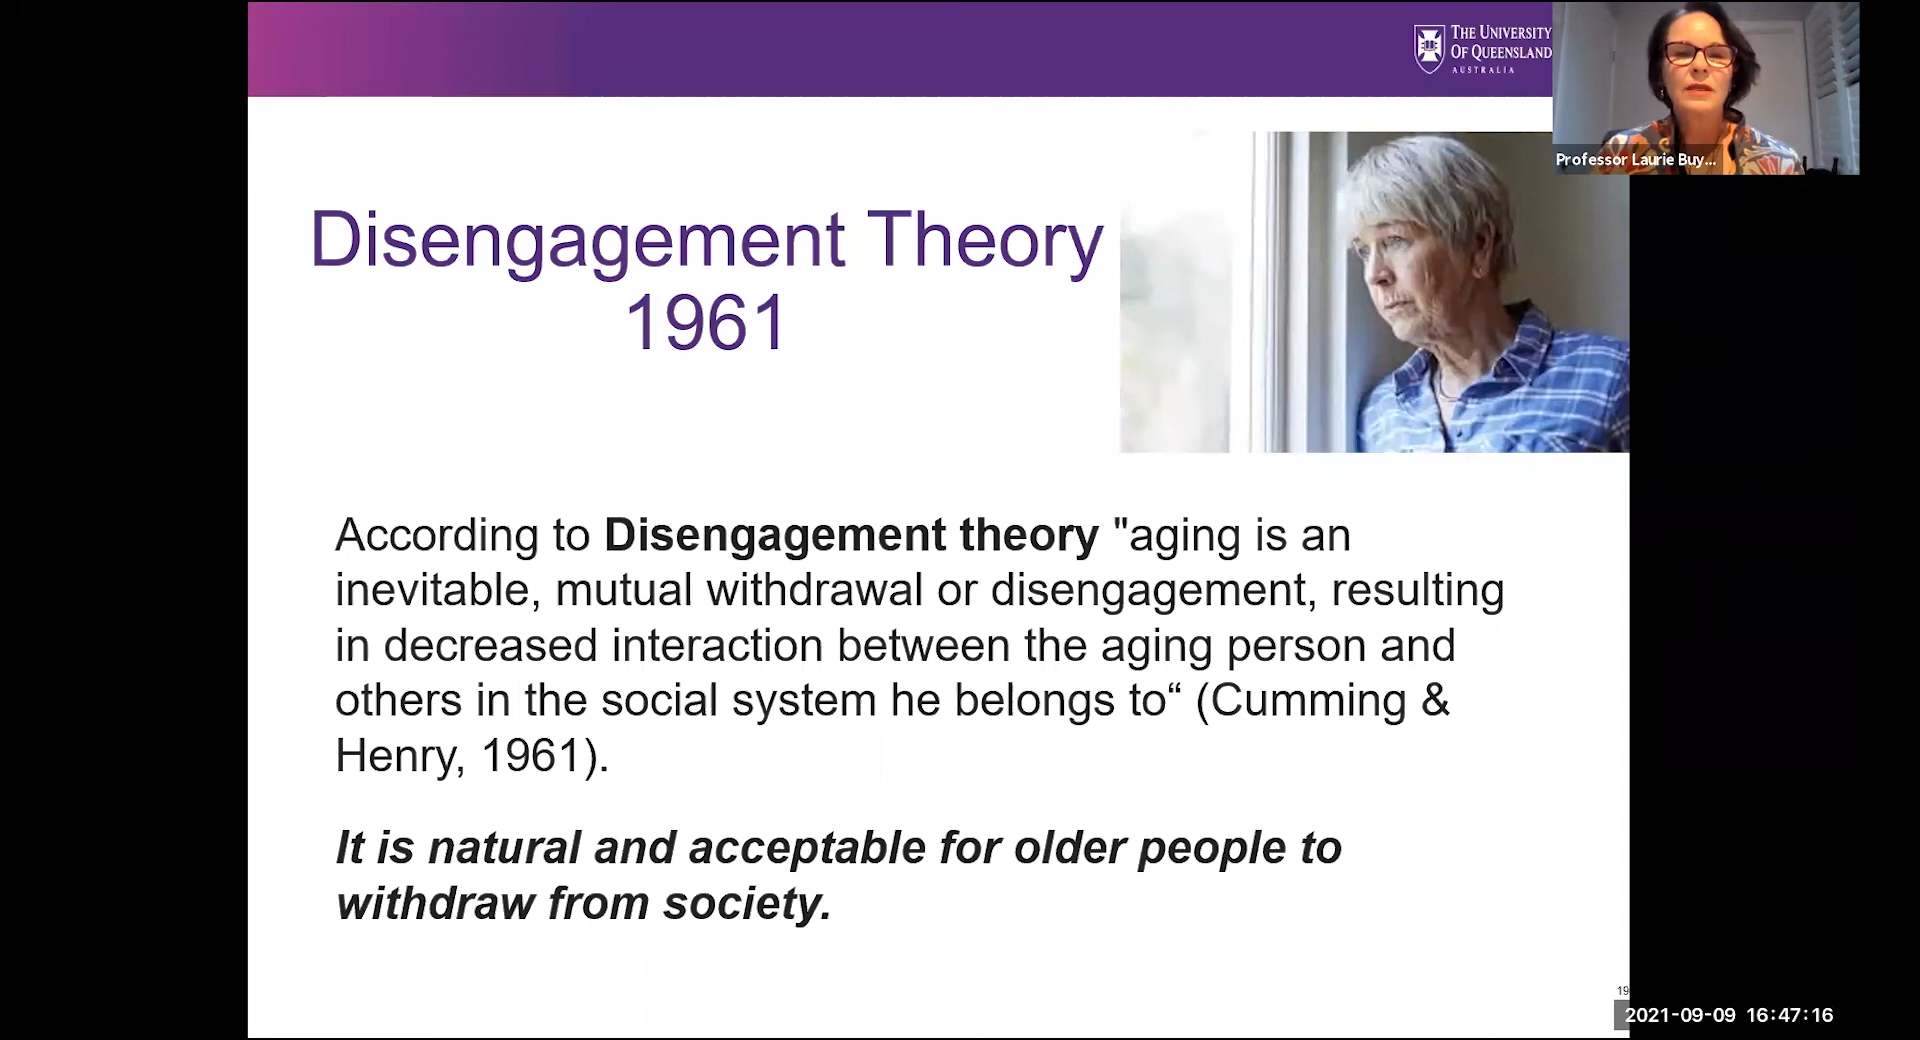 THE UNIVERSITY
OF QUEENSLAND
AUSTRALIA
Professor Laurie Buy...
Disengagement Theory
1961
According to Disengagement theory "aging is an
inevitable, mutual withdrawal or disengagement, resulting
in decreased interaction between the aging person and
others in the social system he belongs to“ (Cumming &
Henry, 1961).
It is natural and acceptable for older people to
withdraw from society.
19
2021-09-09 16:47:16